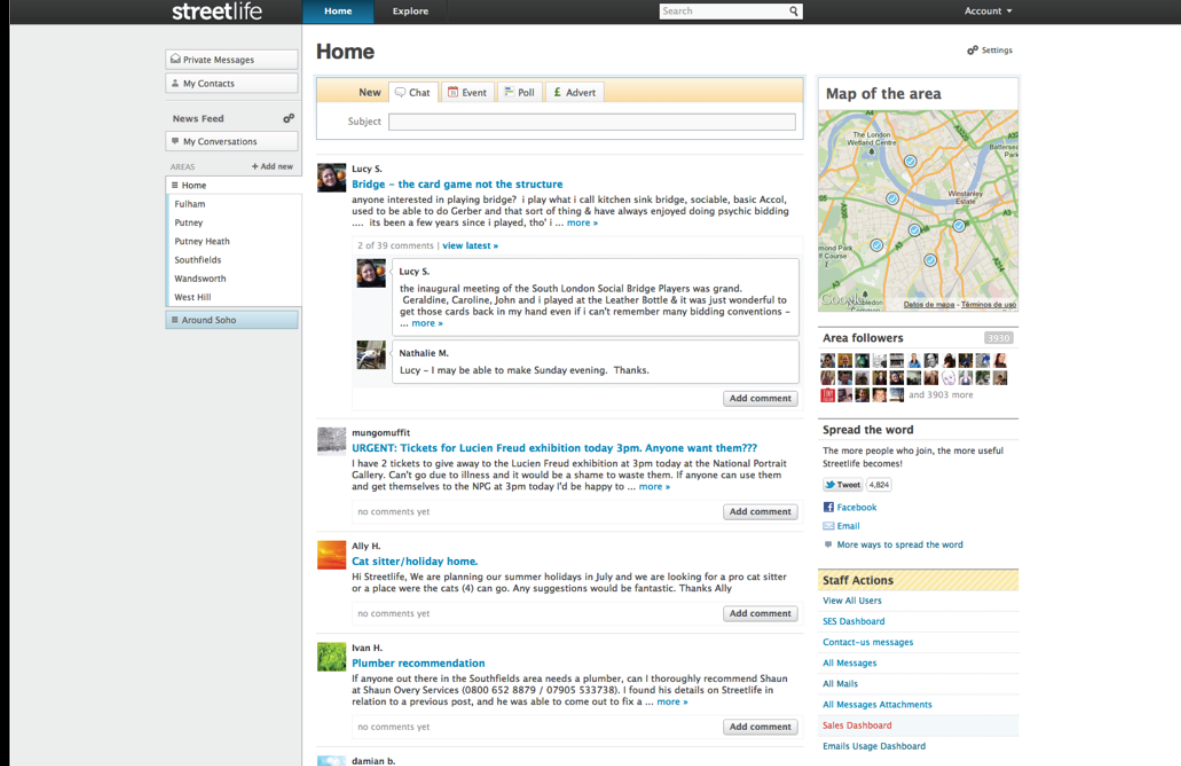 streetlife
Home
Explore
Search
Account
Private Messages
My Contacts
News Feed
My Conversations
AREAS
+ Add new
Home
Fulham
Putney
Putney Heath
Southfields
Wandsworth
West Hill
Around Soho
Home
Settings
New
Chat
Event
Poll
£ Advert
Subject
Lucy S.
Bridge – the card game not the structure
anyone interested in playing bridge? i play what i call kitchen sink bridge, sociable, basic Accol,
used to be able to do Gerber and that sort of thing & have always enjoyed doing psychic bidding
.... its been a few years since i played, tho' i ... more »
2 of 39 comments | view latest »
Lucy S.
the inaugural meeting of the South London Social Bridge Players was grand.
Geraldine, Caroline, John and i played at the Leather Bottle & it was just wonderful to
get those cards back in my hand even if i can't remember many bidding conventions –
... more »
Nathalie M.
Lucy – I may be able to make Sunday evening. Thanks.
Add comment
mungomuffit
URGENT: Tickets for Lucien Freud exhibition today 3pm. Anyone want them???
I have 2 tickets to give away to the Lucien Freud exhibition at 3pm today at the National Portrait
Gallery. Can't go due to illness and it would be a shame to waste them. If anyone can use them
and get themselves to the NPG at 3pm today I'd be happy to ... more »
no comments yet
Add comment
Ally H.
Cat sitter/holiday home.
Hi Streetlife, We are planning our summer holidays in July and we are looking for a pro cat sitter
or a place were the cats (4) can go. Any suggestions would be fantastic. Thanks Ally
no comments yet
Add comment
Ivan H.
Plumber recommendation
If anyone out there in the Southfields area needs a plumber, can I thoroughly recommend Shaun
at Shaun Overy Services (0800 652 8879 / 07905 533738). I found his details on Streetlife in
relation to a previous post, and he was able to come out to fix a ... more »
no comments yet
Add comment
damian b.
Map of the area
The London
Wetland Centre
Battersea
Park
Winstanley
Estate
A3
mond Park
f Course
Google
Datos de mapa - Términos de uso
Area followers
3930
and 3903 more
Spread the word
The more people who join, the more useful
Streetlife becomes!
Tweet
4,824
Facebook
Email
More ways to spread the word
Staff Actions
View All Users
SES Dashboard
Contact-us messages
All Messages
All Mails
All Messages Attachments
Sales Dashboard
Emails Usage Dashboard